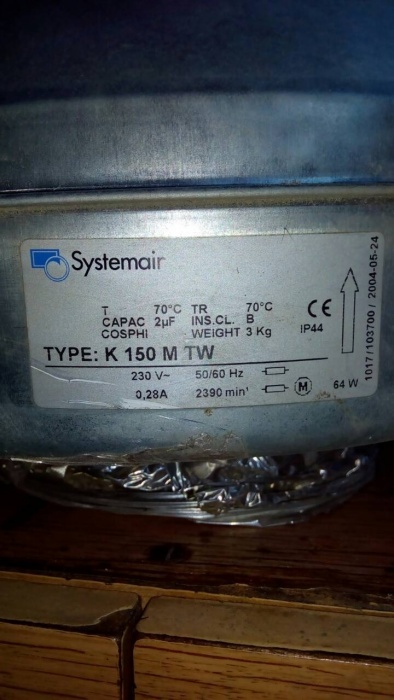 Systemair
T 70°C TR 70°C
CAPAC 2µF INS.CL. B
COSPHI WEIGHT 3 Kg
CE
IP44
TYPE: K 150 M TW
230 V~ 50/60 Hz
0,28A 2390 min' M 64 W
1017/103700 / 2004-05-24